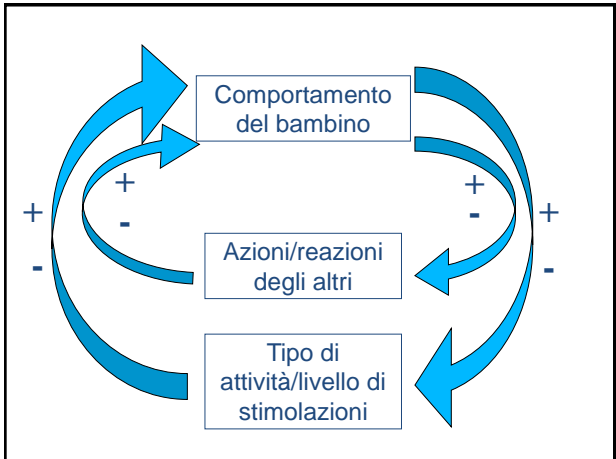 Comportamento
del bambino
+
-
+
-
+
-
+
-
Azioni/reazioni
degli altri
Tipo di
attività/livello di
stimolazioni